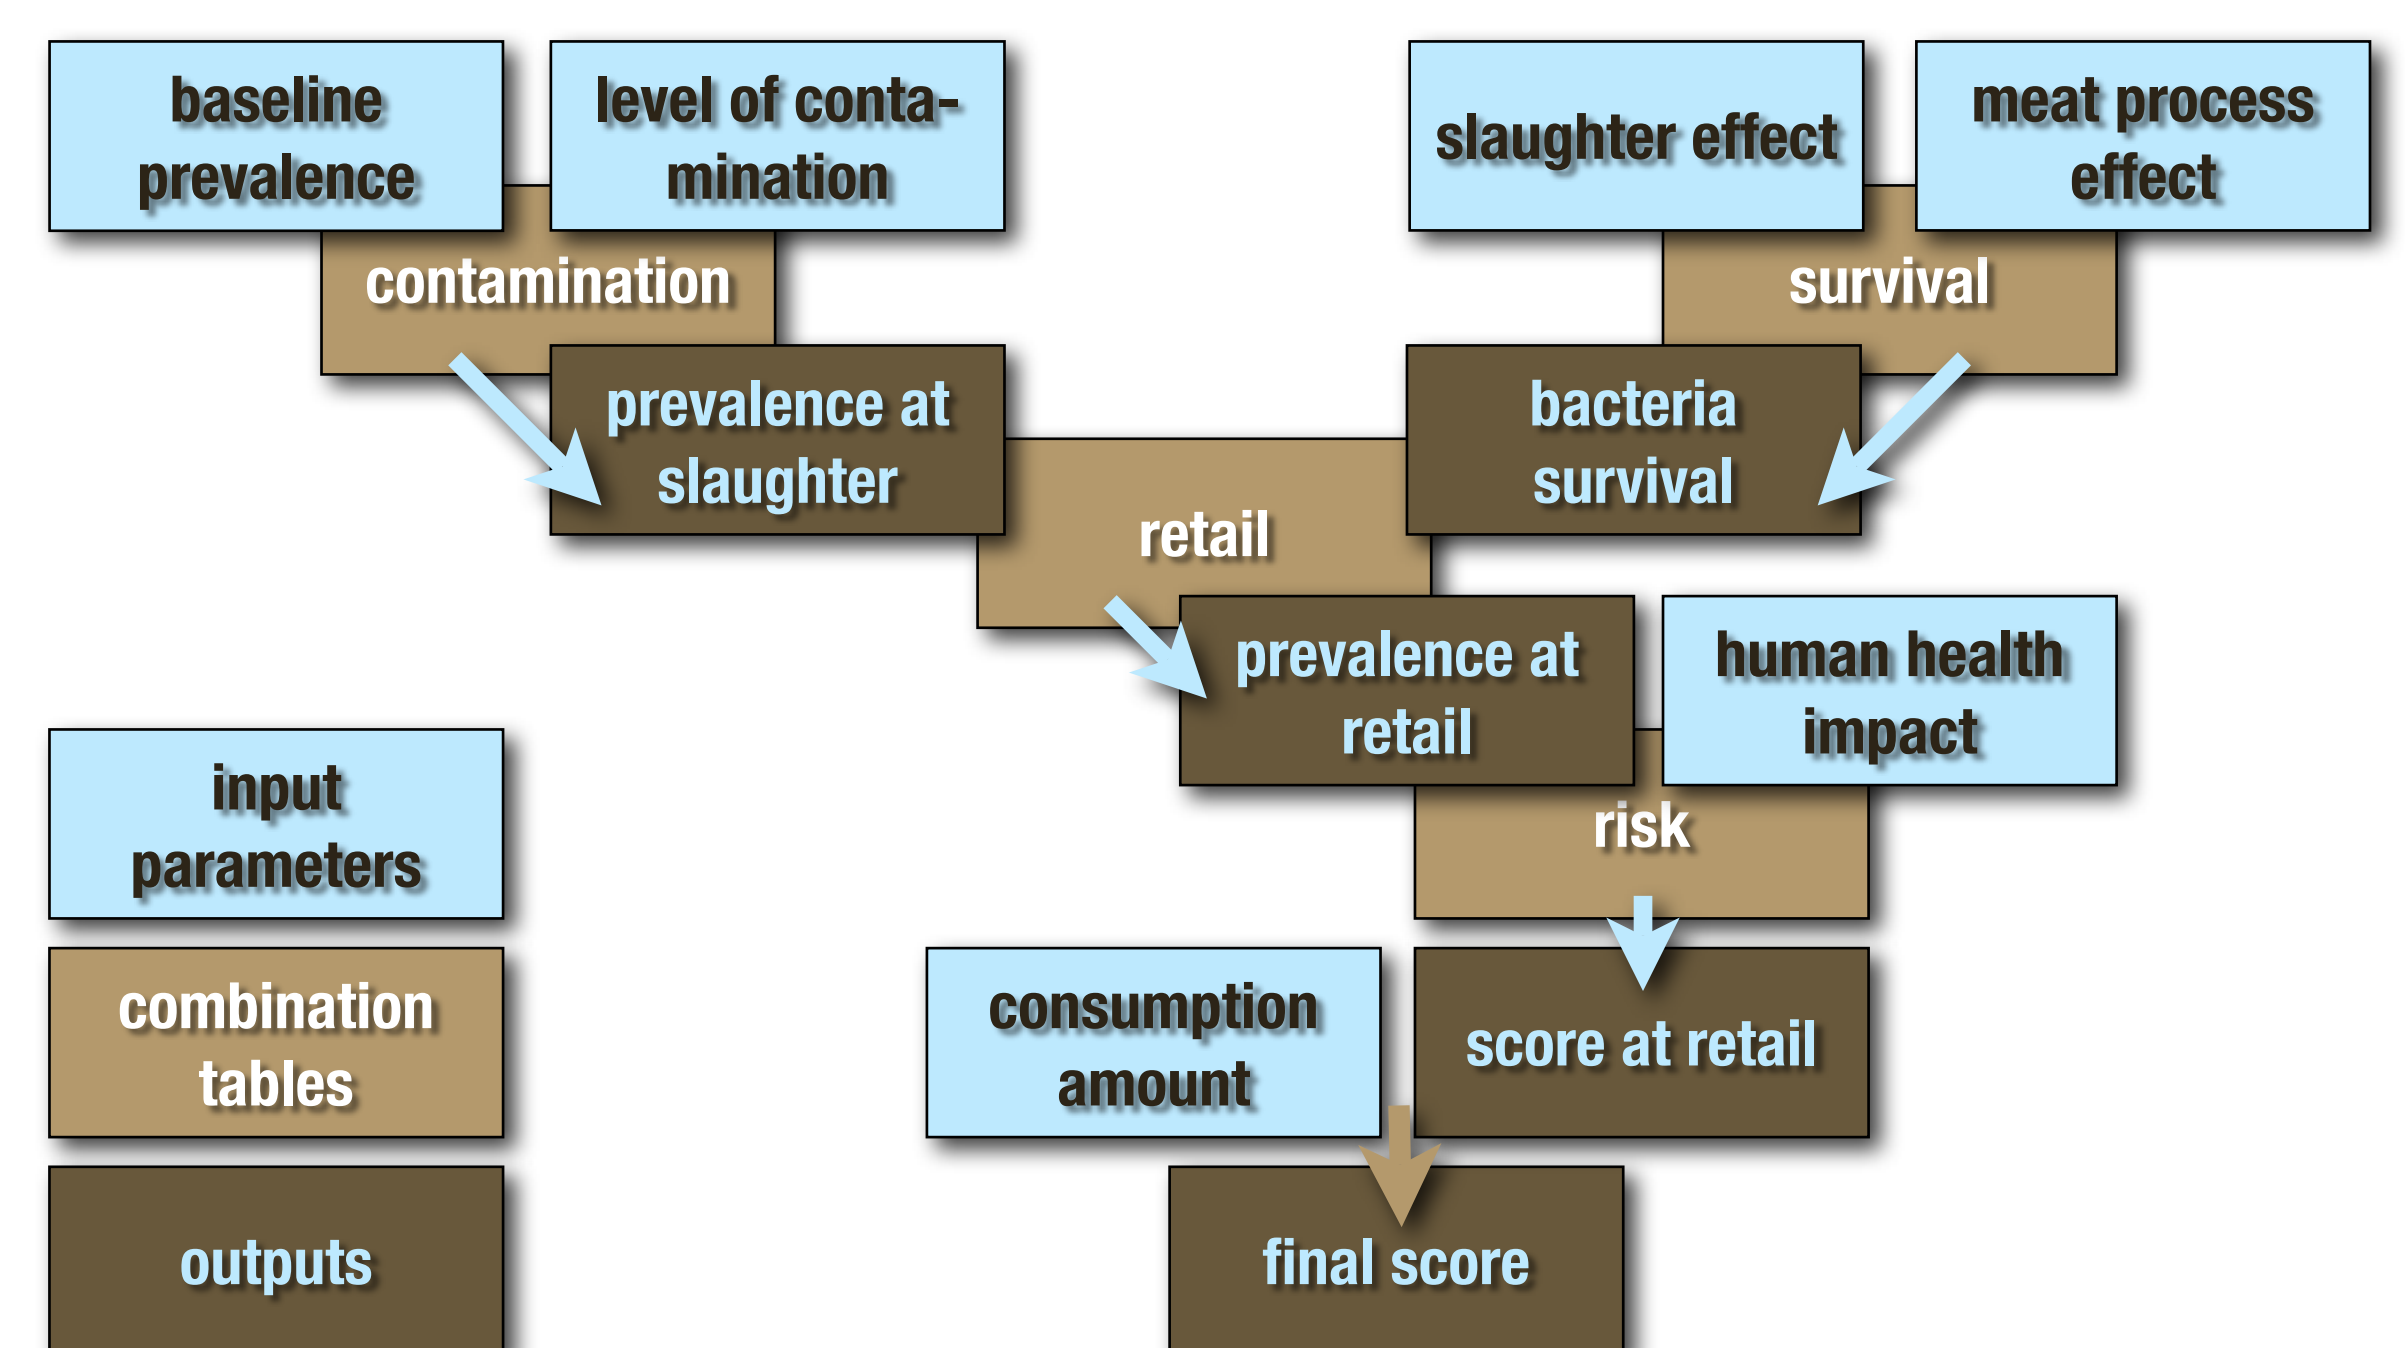 baseline
prevalence
level of conta-
mination
slaughter effect
meat process
effect
contamination
survival
prevalence at
slaughter
bacteria
survival
retail
prevalence at
retail
human health
impact
input
parameters
risk
combination
tables
consumption
amount
score at retail
outputs
final score